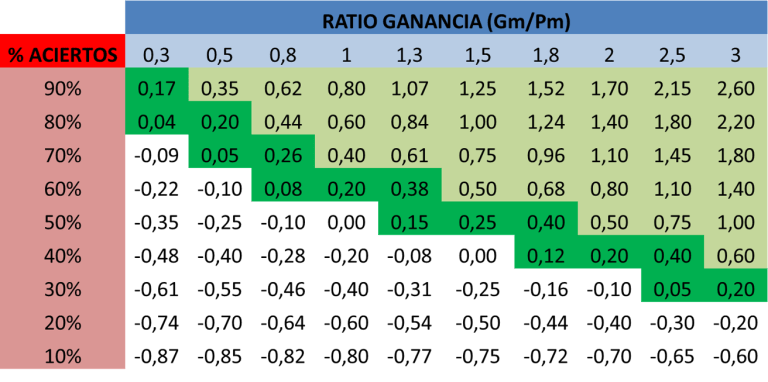 RATIO GANANCIA (Gm/Pm)
% ACIERTOS 0,3 0,5 0,8 1 1,3 1,5 1,8 2 2,5 3
90% 0,17 0,35 0,62 0,80 1,07 1,25 1,52 1,70 2,15 2,60
80% 0,04 0,20 0,44 0,60 0,84 1,00 1,24 1,40 1,80 2,20
70% -0,09 0,05 0,26 0,40 0,61 0,75 0,96 1,10 1,45 1,80
60% -0,22 -0,10 0,08 0,20 0,38 0,50 0,68 0,80 1,10 1,40
50% -0,35 -0,25 -0,10 0,00 0,15 0,25 0,40 0,50 0,75 1,00
40% -0,48 -0,40 -0,28 -0,20 -0,08 0,00 0,12 0,20 0,40 0,60
30% -0,61 -0,55 -0,46 -0,40 -0,31 -0,25 -0,16 -0,10 0,05 0,20
20% -0,74 -0,70 -0,64 -0,60 -0,54 -0,50 -0,44 -0,40 -0,30 -0,20
10% -0,87 -0,85 -0,82 -0,80 -0,77 -0,75 -0,72 -0,70 -0,65 -0,60